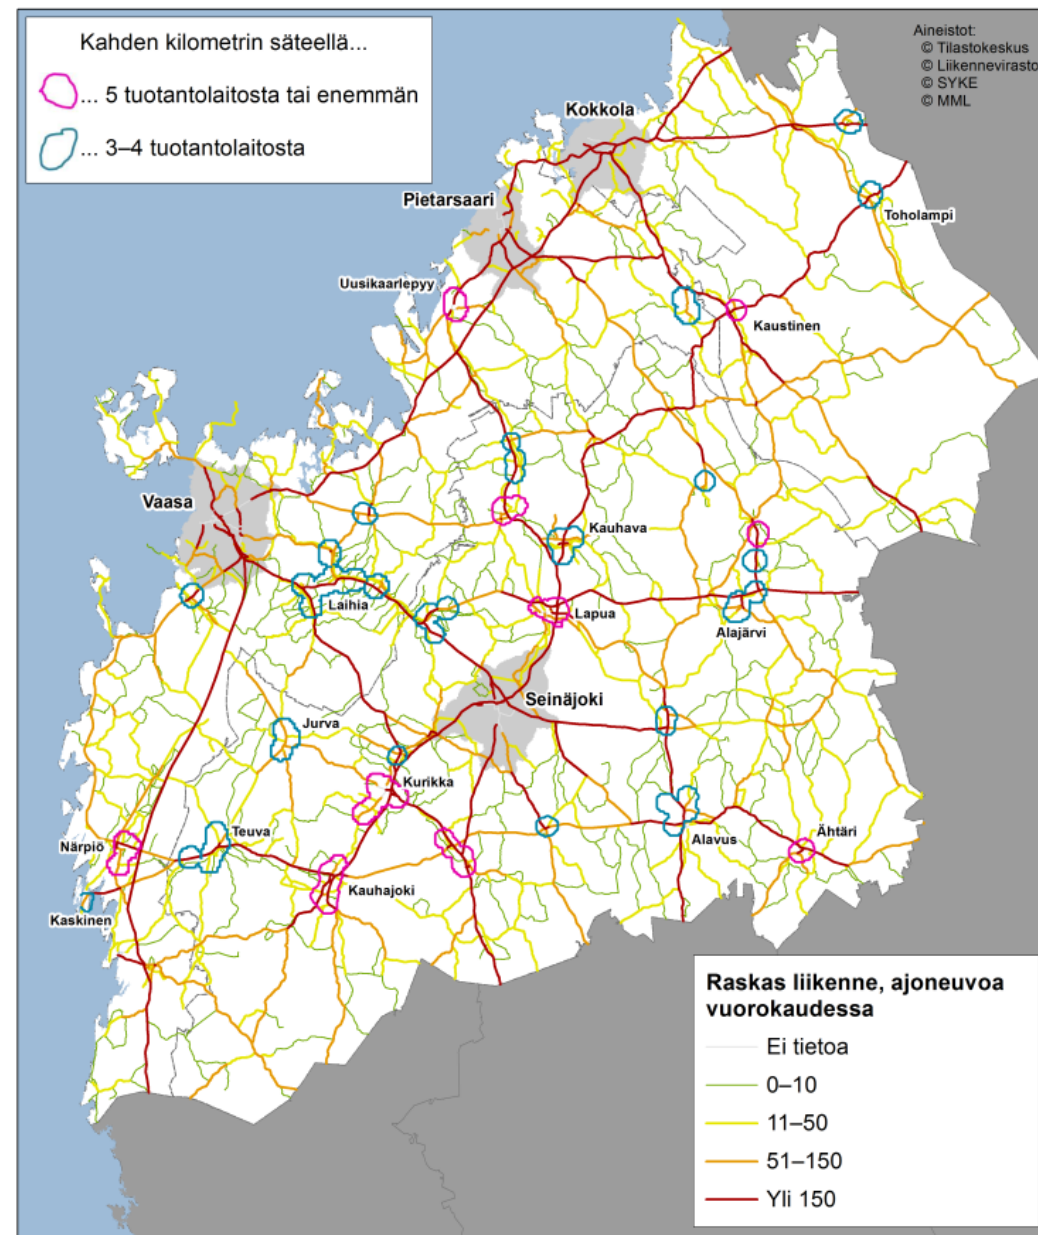 Kahden kilometrin säteellä...
... 5 tuotantolaitosta tai enemmän
... 3–4 tuotantolaitosta
Aineistot:
© Tilastokeskus
© Liikennevirasto
© SYKE
© MML
Kokkola
Pietarsaari
Toholampi
Uusikaarlepyy
Kaustinen
Vaasa
Kauhava
Laihia
Lapua
Alajärvi
Seinäjoki
Jurva
Kurikka
Teuva
Närpiö
Alavus
Ähtäri
Kauhajoki
Kaskinen
Raskas liikenne, ajoneuvoa
vuorokaudessa
Ei tietoa
0–10
11–50
51–150
Yli 150